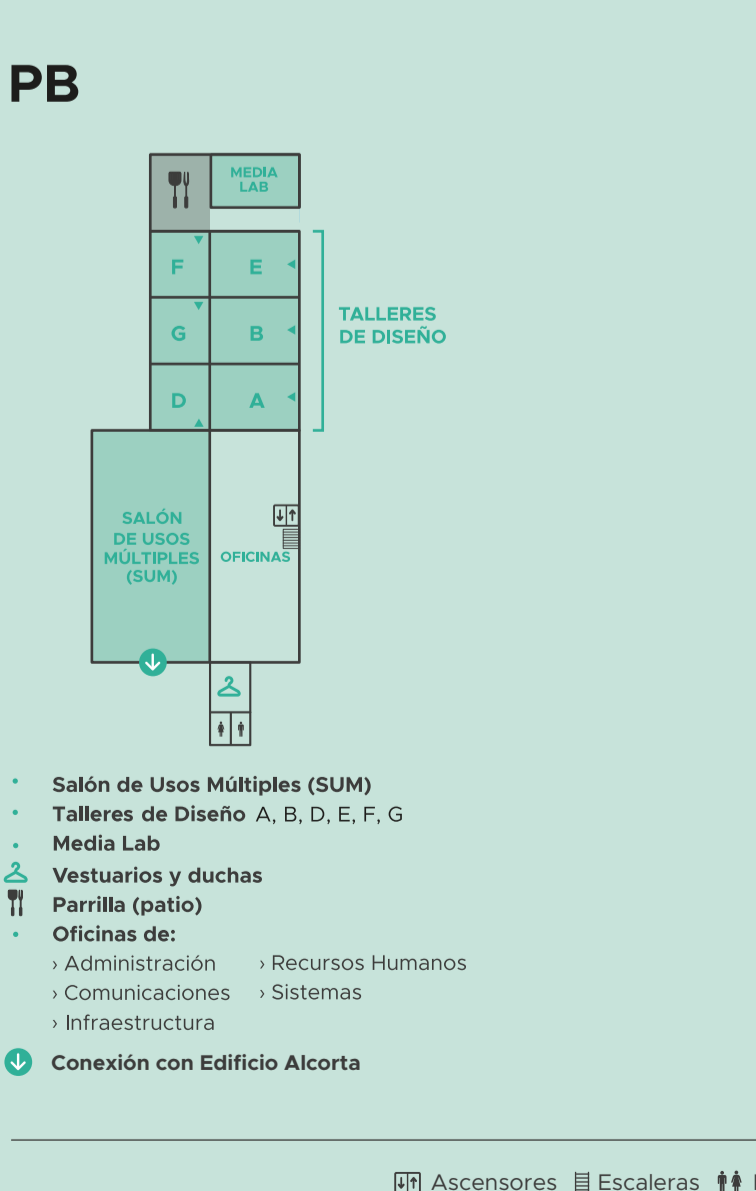 PB
MEDIA
LAB
F
E
G
B
D
A
TALLERES
DE DISEÑO
SALÓN
DE USOS
MÚLTIPLES
(SUM)
OFICINAS
• Salón de Usos Múltiples (SUM)
• Talleres de Diseño A, B, D, E, F, G
• Media Lab
Vestuarios y duchas
Parrilla (patio)
• Oficinas de:
› Administración › Recursos Humanos
› Comunicaciones › Sistemas
› Infraestructura
Conexión con Edificio Alcorta
Ascensores Escaleras